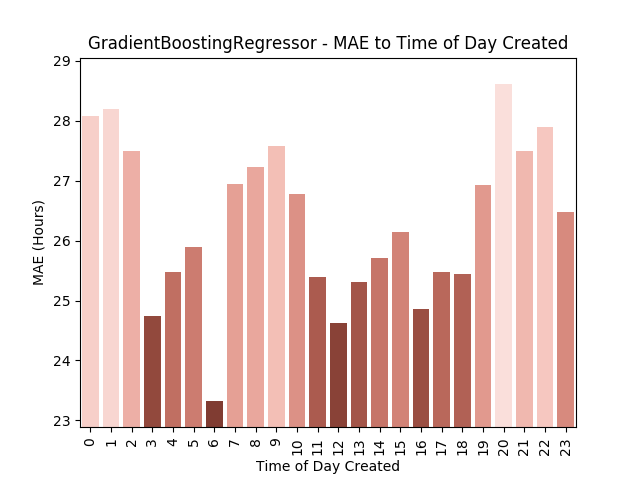 GradientBoostingRegressor - MAE to Time of Day Created
29
28
27
26
25
24
23
MAE (Hours)
0 1 2 3 4 5 6 7 8 9 10 11 12 13 14 15 16 17 18 19 20 21 22 23
Time of Day Created